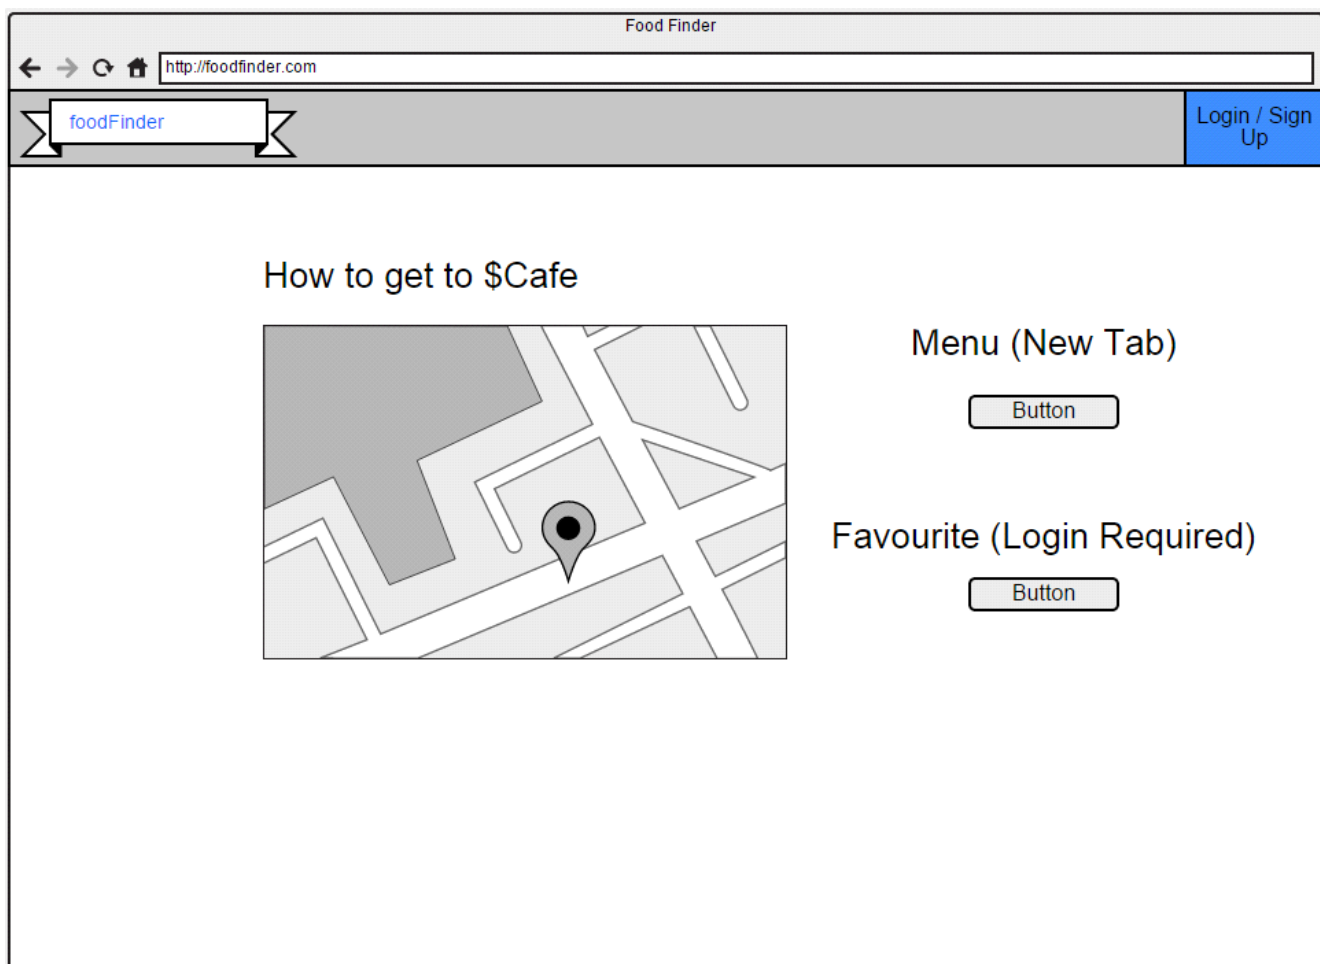 Food Finder
http://foodfinder.com
foodFinder
Login / Sign
Up
How to get to $Cafe
Menu (New Tab)
Button
Favourite (Login Required)
Button